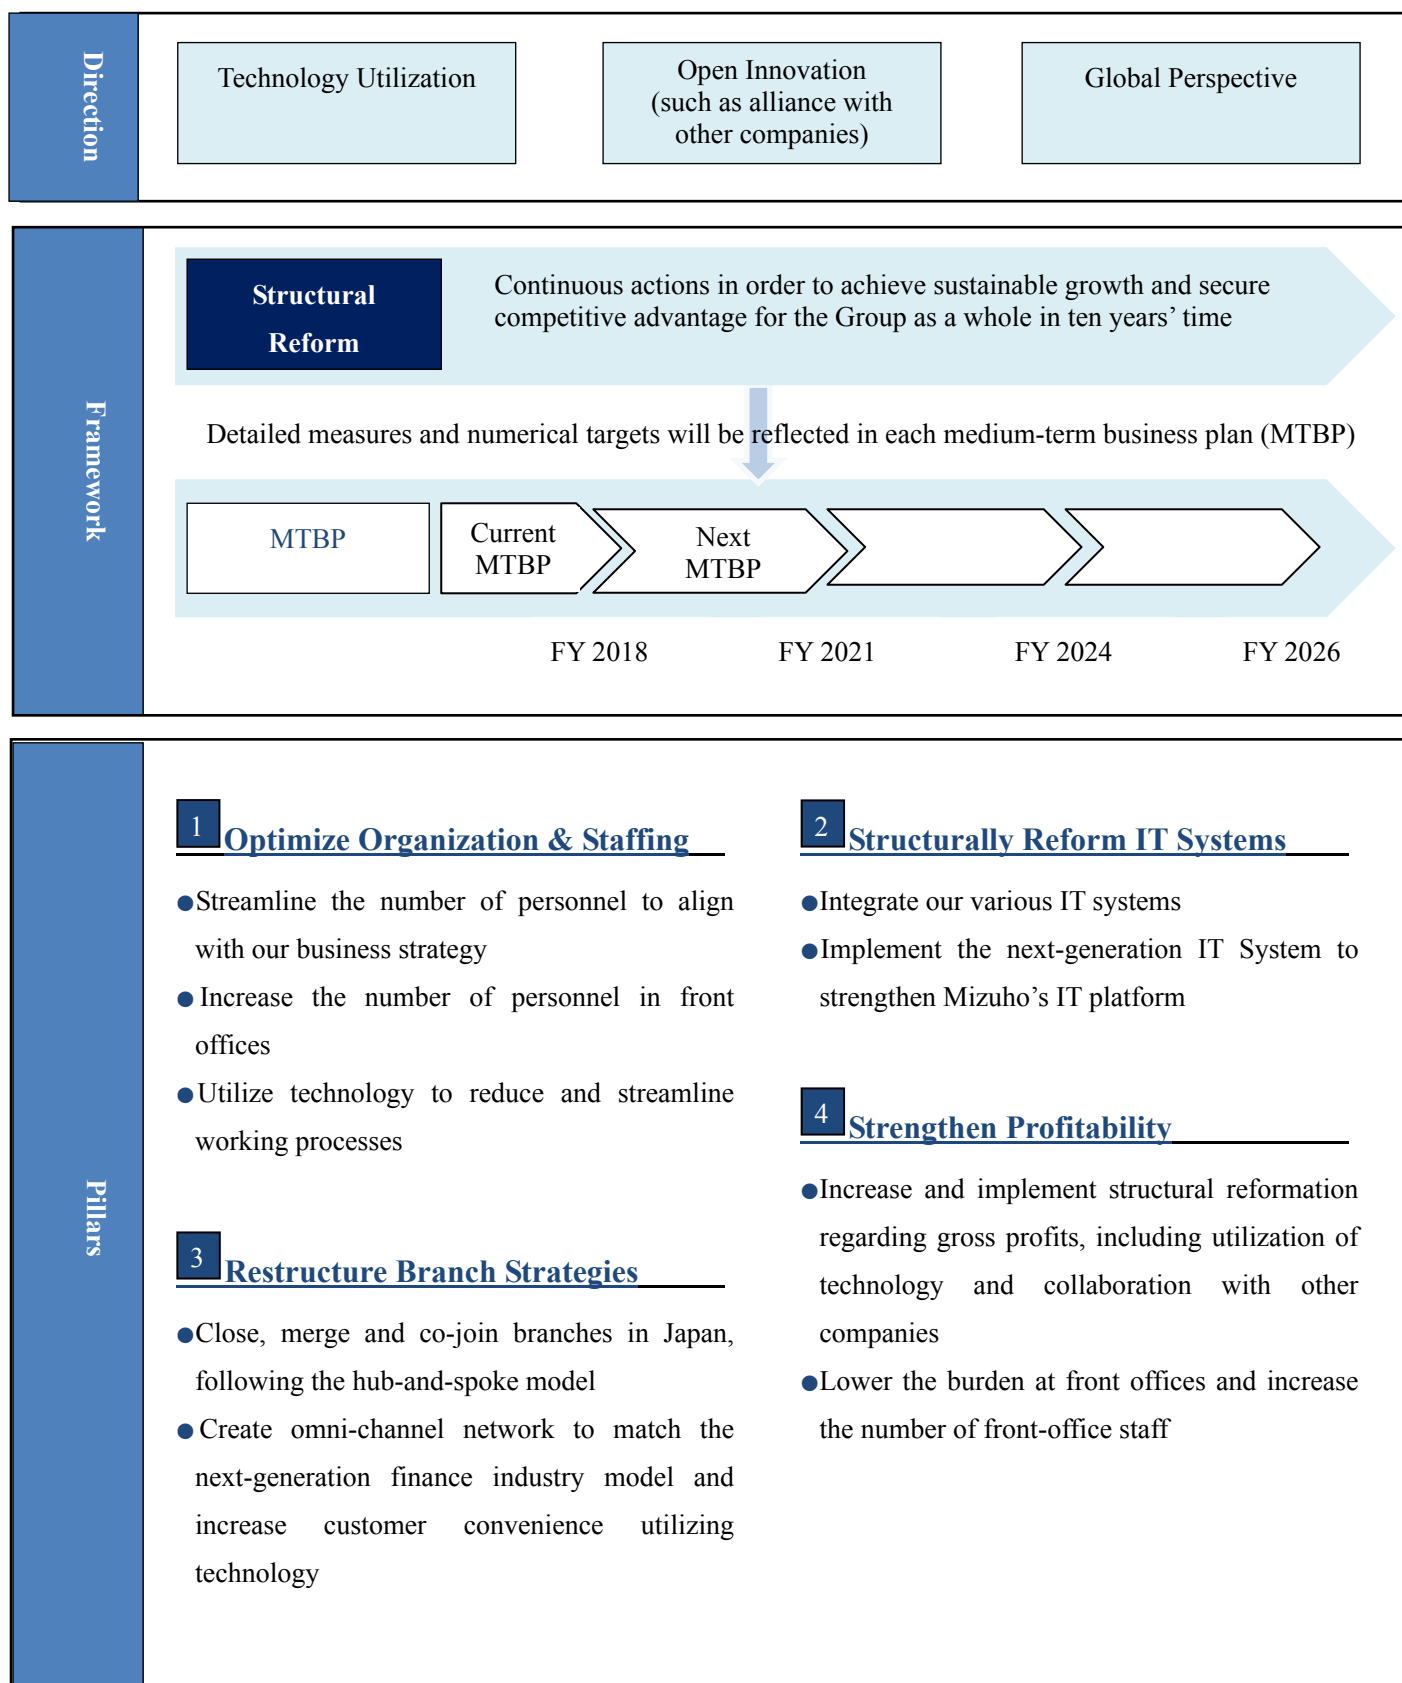 Direction
Technology Utilization
Open Innovation
(such as alliance with
other companies)
Global Perspective
Framework
Structural
Reform
Continuous actions in order to achieve sustainable growth and secure
competitive advantage for the Group as a whole in ten years’ time
Detailed measures and numerical targets will be reflected in each medium-term business plan (MTBP)
MTBP
Current
MTBP
Next
MTBP
FY 2018
FY 2021
FY 2024
FY 2026
Pillars
1 Optimize Organization & Staffing
●Streamline the number of personnel to align
with our business strategy
● Increase the number of personnel in front
offices
●Utilize technology to reduce and streamline
working processes
2 Structurally Reform IT Systems
●Integrate our various IT systems
●Implement the next-generation IT System to
strengthen Mizuho’s IT platform
3 Restructure Branch Strategies
●Close, merge and co-join branches in Japan,
following the hub-and-spoke model
● Create omni-channel network to match the
next-generation finance industry model and
increase customer convenience utilizing
technology
4 Strengthen Profitability
●Increase and implement structural reformation
regarding gross profits, including utilization of
technology and collaboration with other
companies
●Lower the burden at front offices and increase
the number of front-office staff